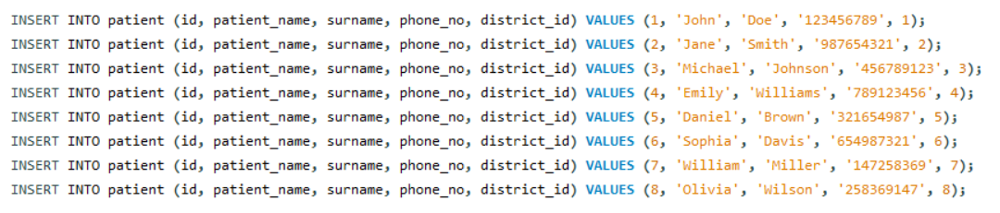 INSERT INTO patient (id, patient_name, surname, phone_no, district_id) VALUES (1, 'John', 'Doe', '123456789', 1);
INSERT INTO patient (id, patient_name, surname, phone_no, district_id) VALUES (2, 'Jane', 'Smith', '987654321', 2);
INSERT INTO patient (id, patient_name, surname, phone_no, district_id) VALUES (3, 'Michael', 'Johnson', '456789123', 3);
INSERT INTO patient (id, patient_name, surname, phone_no, district_id) VALUES (4, 'Emily', 'Williams', '789123456', 4);
INSERT INTO patient (id, patient_name, surname, phone_no, district_id) VALUES (5, 'Daniel', 'Brown', '321654987', 5);
INSERT INTO patient (id, patient_name, surname, phone_no, district_id) VALUES (6, 'Sophia', 'Davis', '654987321', 6);
INSERT INTO patient (id, patient_name, surname, phone_no, district_id) VALUES (7, 'William', 'Miller', '147258369', 7);
INSERT INTO patient (id, patient_name, surname, phone_no, district_id) VALUES (8, 'Olivia', 'Wilson', '258369147', 8);